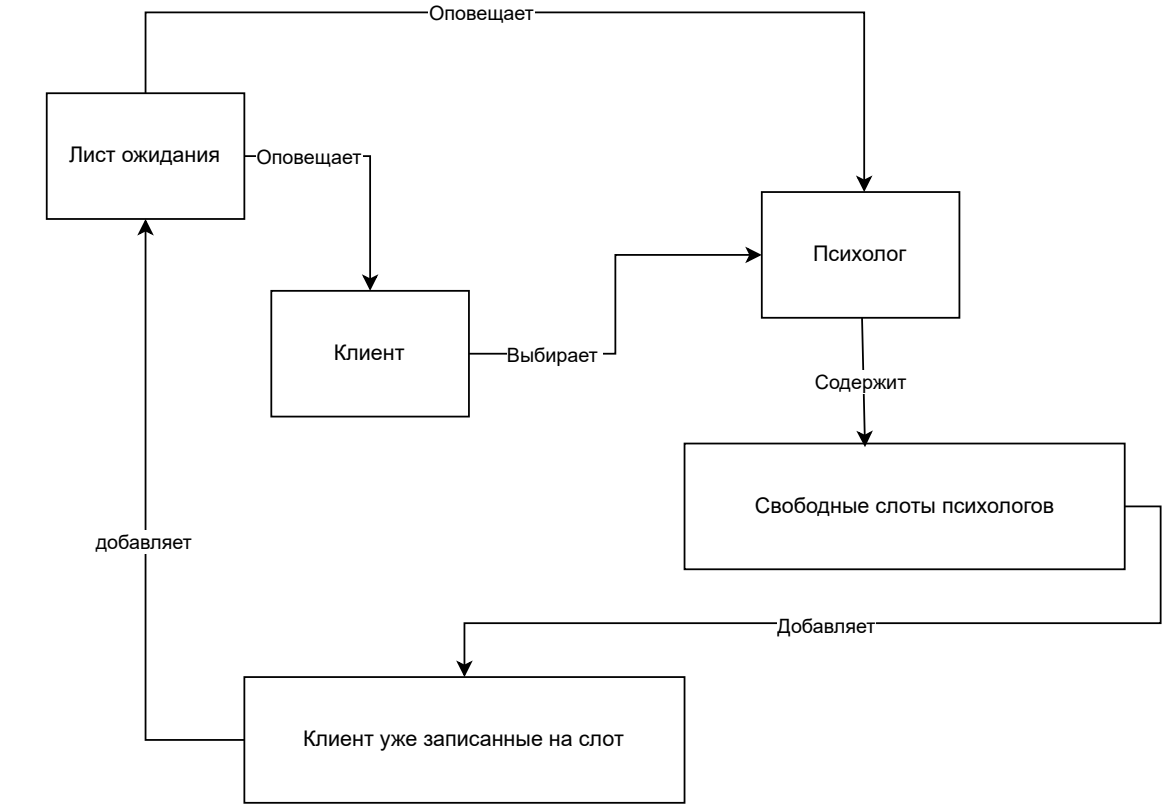 Оповещает
Лист ожидания
Оповещает
Психолог
Клиент
Выбирает
Содержит
Свободные слоты психологов
добавляет
Добавляет
Клиент уже записанные на слот